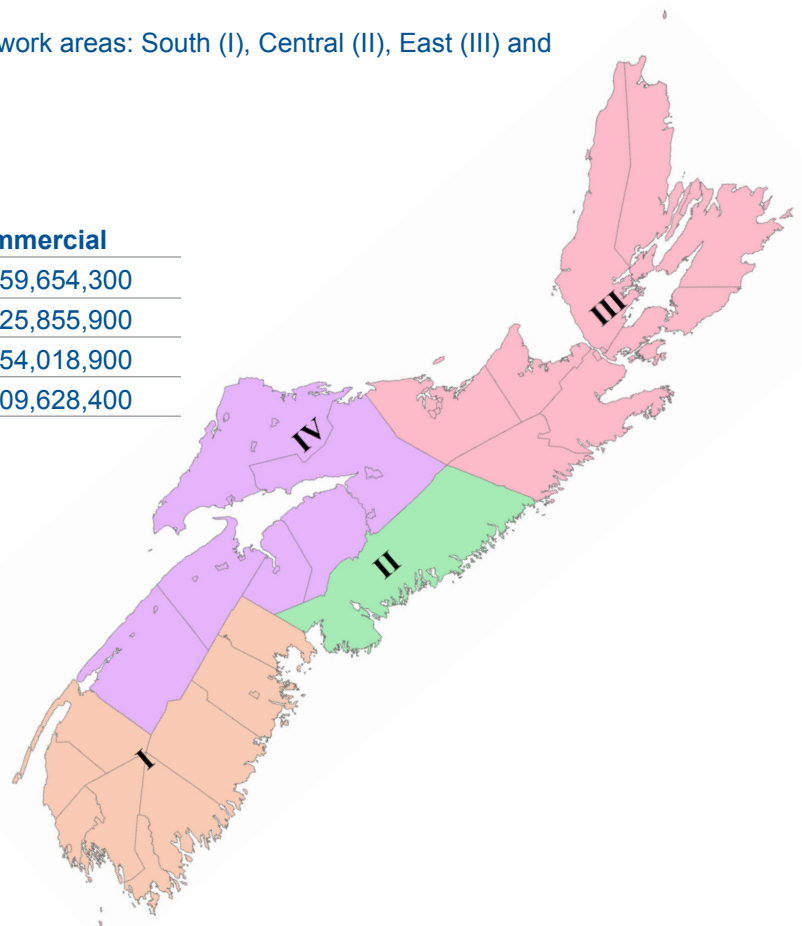 work areas: South (I), Central (II), East (III) and
mmercial
59,654,300
25,855,900
54,018,900
09,628,400
III
IV
II
I